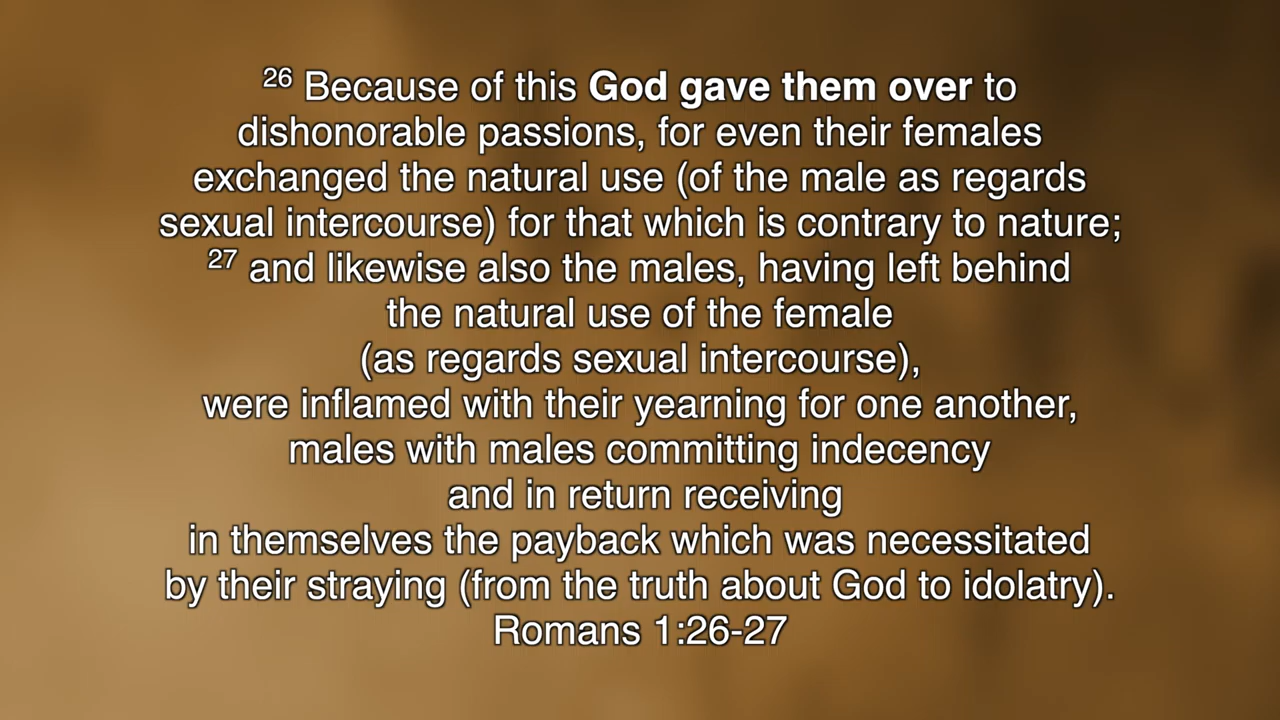 26 Because of this God gave them over to
dishonorable passions, for even their females
exchanged the natural use (of the male as regards
sexual intercourse) for that which is contrary to nature;
27 and likewise also the males, having left behind
the natural use of the female
(as regards sexual intercourse),
were inflamed with their yearning for one another,
males with males committing indecency
and in return receiving
in themselves the payback which was necessitated
by their straying (from the truth about God to idolatry).
Romans 1:26-27